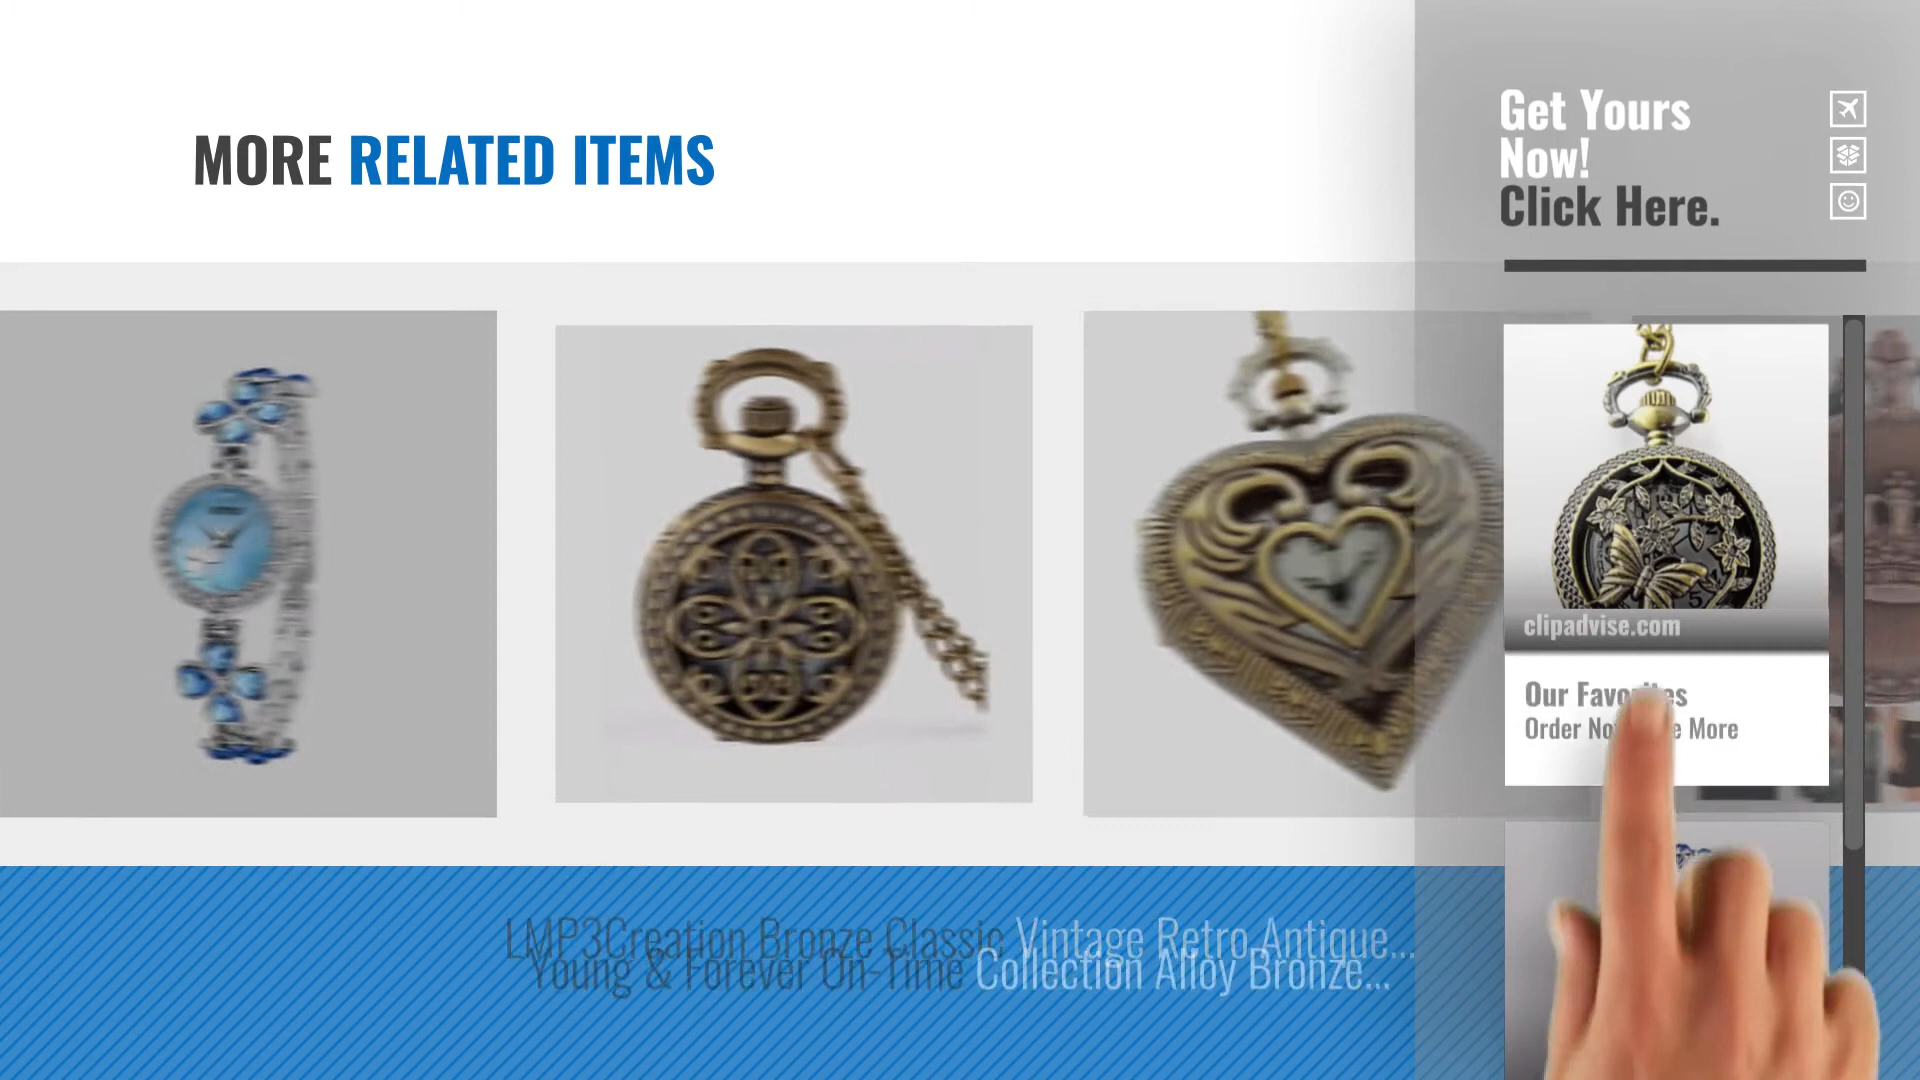 MORE RELATED ITEMS
Get Yours
Now!
Click Here.
clipadvise.com
Our Favorites
Order No More
LMP3Creation Bronze Classic Vintage Retro Antique...
Young & Forever On-Time Collection Alloy Bronze...